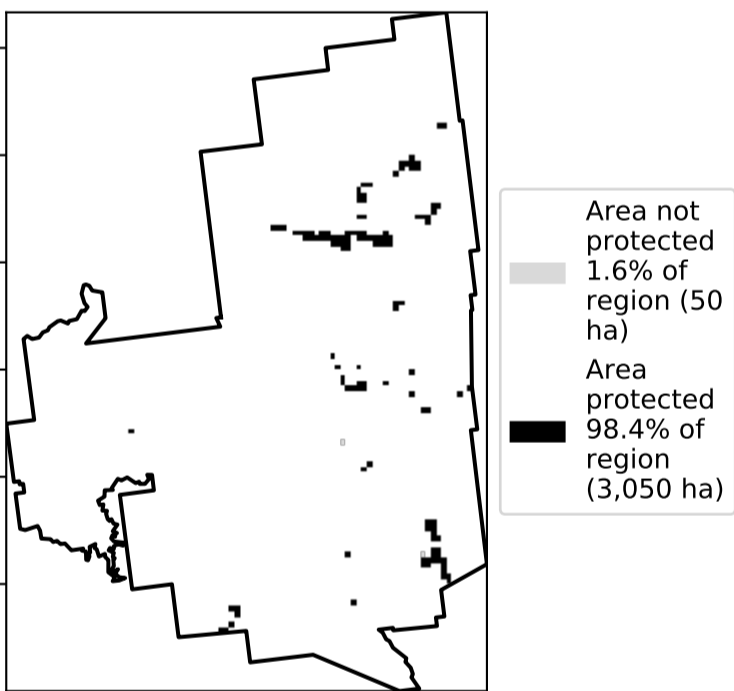 Area not
protected
1.6% of
region (50
ha)
Area
protected
98.4% of
region
(3,050 ha)